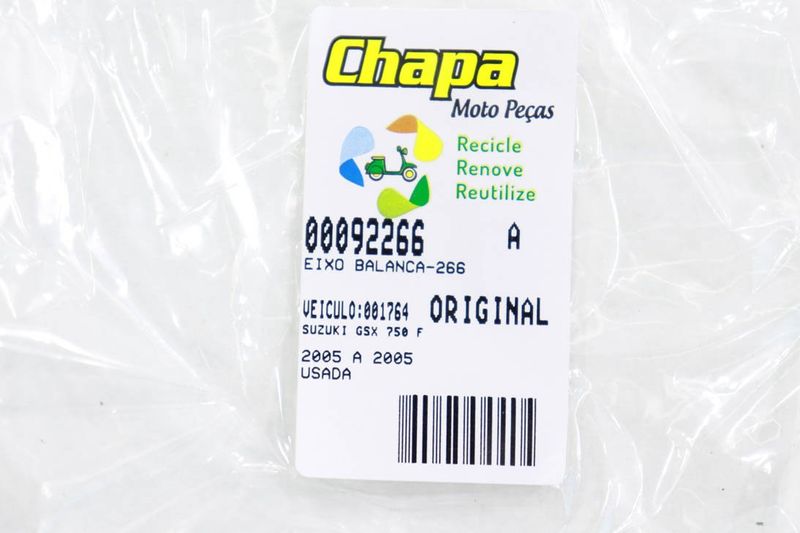 Chapa
Moto Peças
Recicle
Renove
Reutilize
00092266 A
EIXO BALANCA-266
VEICULO:001764 ORIGINAL
SUZUKI GSX 750 F
2005 A 2005
USADA